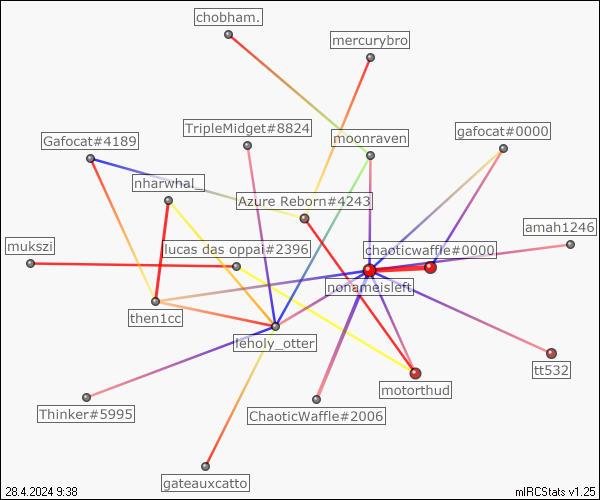 chobham.
mercurybro
TripleMidget#8824
gafocat#0000
Gafocat#4189
moonraven
nharwhal_
Azure Reborn#4243
amah1246
mukszi
lucas das oppai#2396
chaoticwaffle#0000
nonameisleft
then1cc
leholy_otter
tt532
motorthud
Thinker#5995
ChaoticWaffle#2006
gateauxcatto
28.4.2024 9:38
mIRCStats v1.25